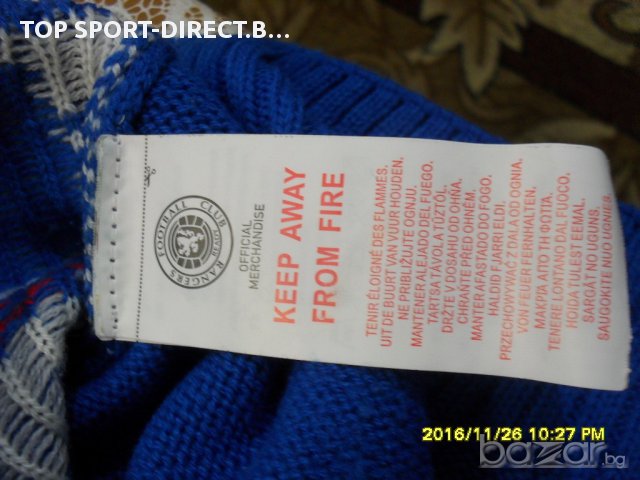 TOP SPORT-DIRECT.B...
FOOTBALL CLUB
RANGERS
READY
OFFICIAL
MERCHANDISE
KEEP AWAY
FROM FIRE
TENIR ÉLOIGNÉ DES FLAMMES.
UIT DE BUURT VAN VUUR HOUDEN.
NE PRIBLIŽUJTE OGNJU.
MANTENER ALEJADO DEL FUEGO.
TARTSA TÁVOL A TŰZTŐL.
DRŽTE V DOSAHU OD OHŇA.
CHRAŇTE PŘED OHNĚM.
MANTER AFASTADO DO FOGO.
HALDIÐ FJARRI ELDI.
PRZECHOWYWAĆ Z DALA OD OGNIA.
VON FEUER FERNHALTEN.
ΜΑΚΡΙΑ ΑΠΟ ΤΗ ΦΩΤΙΑ.
TENERE LONTANO DAL FUOCO.
HOIDA TULEST EEMAL.
SARGĀT NO UGUNS.
SAUGOKITE NUO UGNIES.
2016/11/26 10:27 PM
bazar.bg